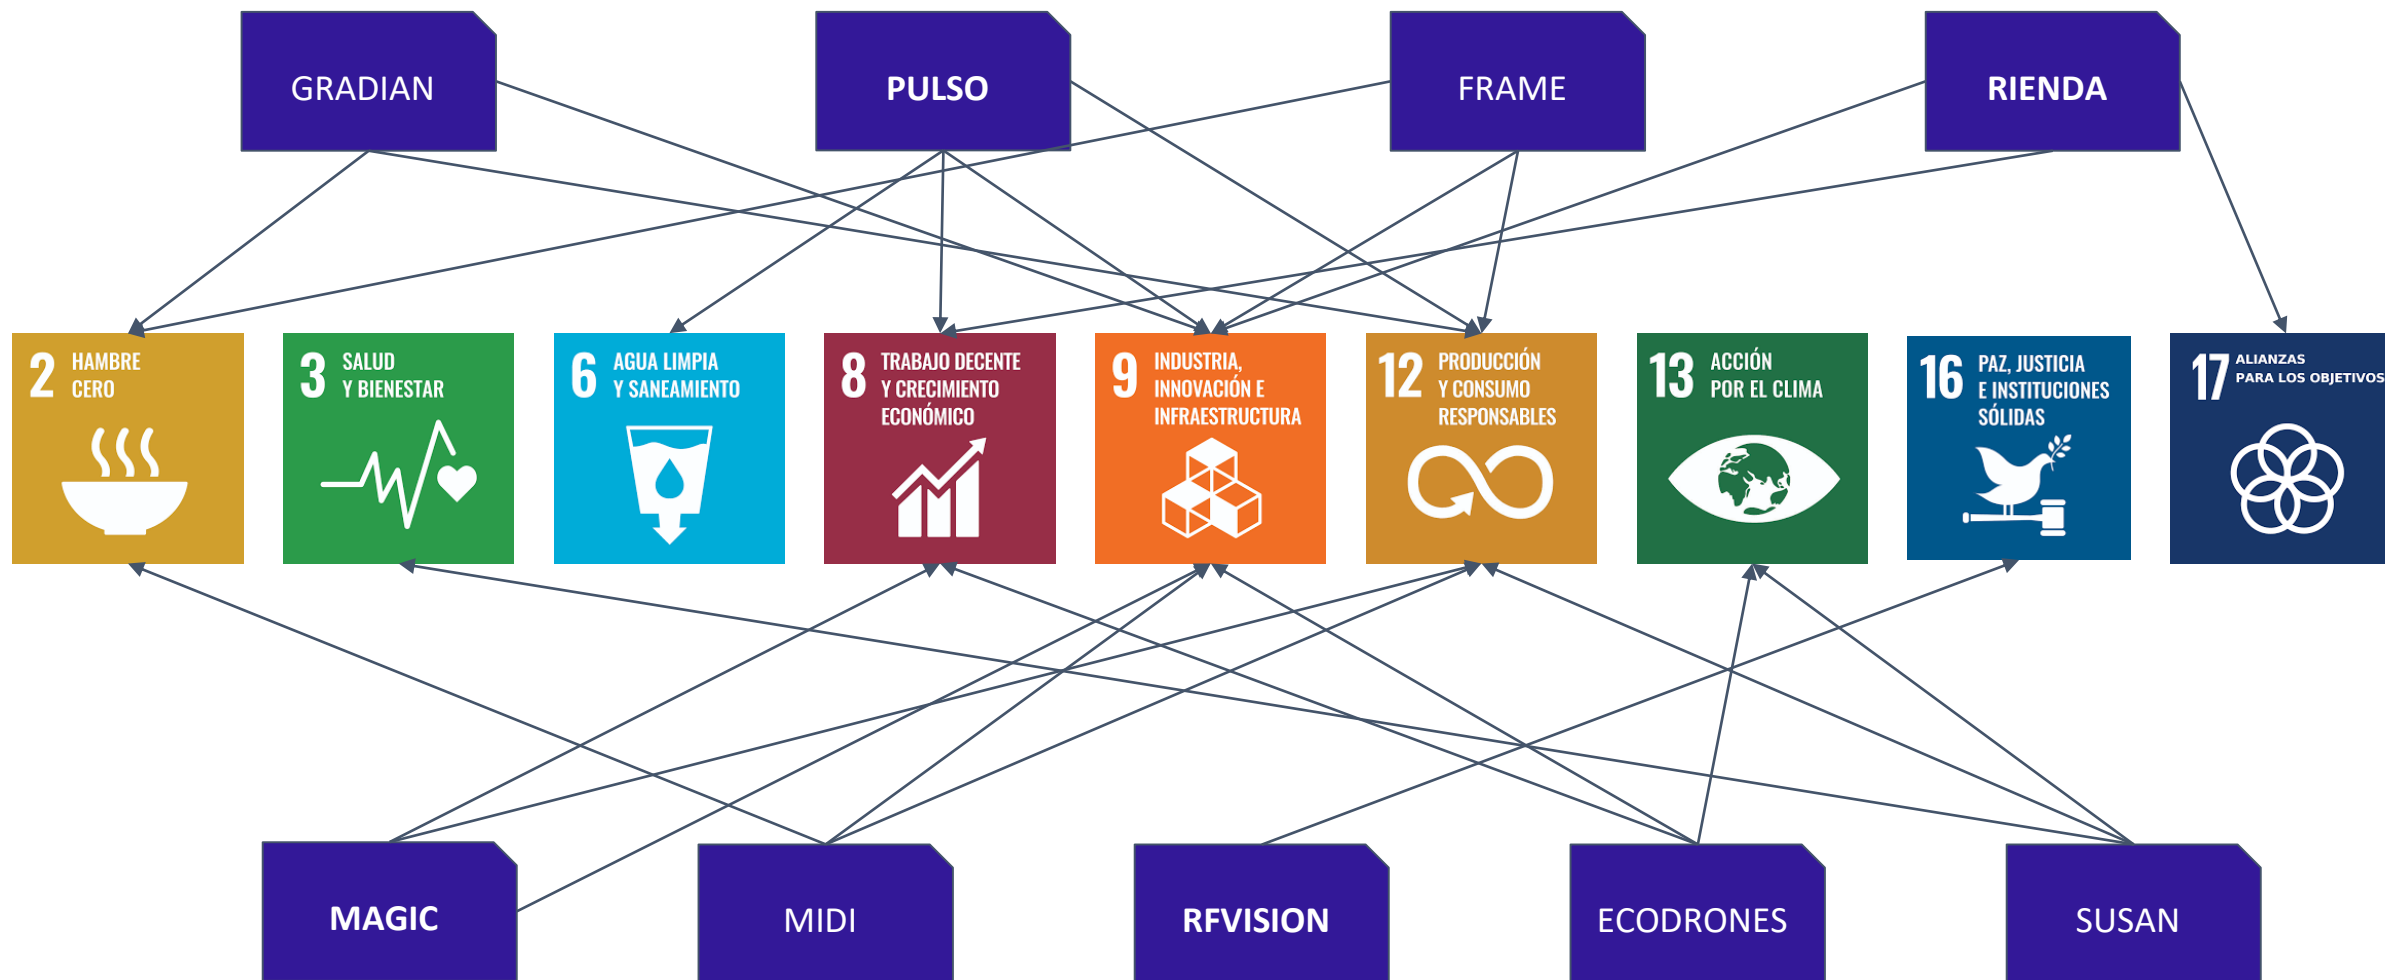 GRADIAN
PULSO
FRAME
RIENDA
2 HAMBRE
CERO
3 SALUD
Y BIENESTAR
6 AGUA LIMPIA
Y SANEAMIENTO
8 TRABAJO DECENTE
Y CRECIMIENTO
ECONÓMICO
9 INDUSTRIA,
INNOVACIÓN E
INFRAESTRUCTURA
12 PRODUCCIÓN
Y CONSUMO
RESPONSABLES
13 ACCIÓN
POR EL CLIMA
16 PAZ, JUSTICIA
E INSTITUCIONES
SÓLIDAS
17 ALIANZAS
PARA LOS OBJETIVOS
MAGIC
MIDI
RFVISION
ECODRONES
SUSAN